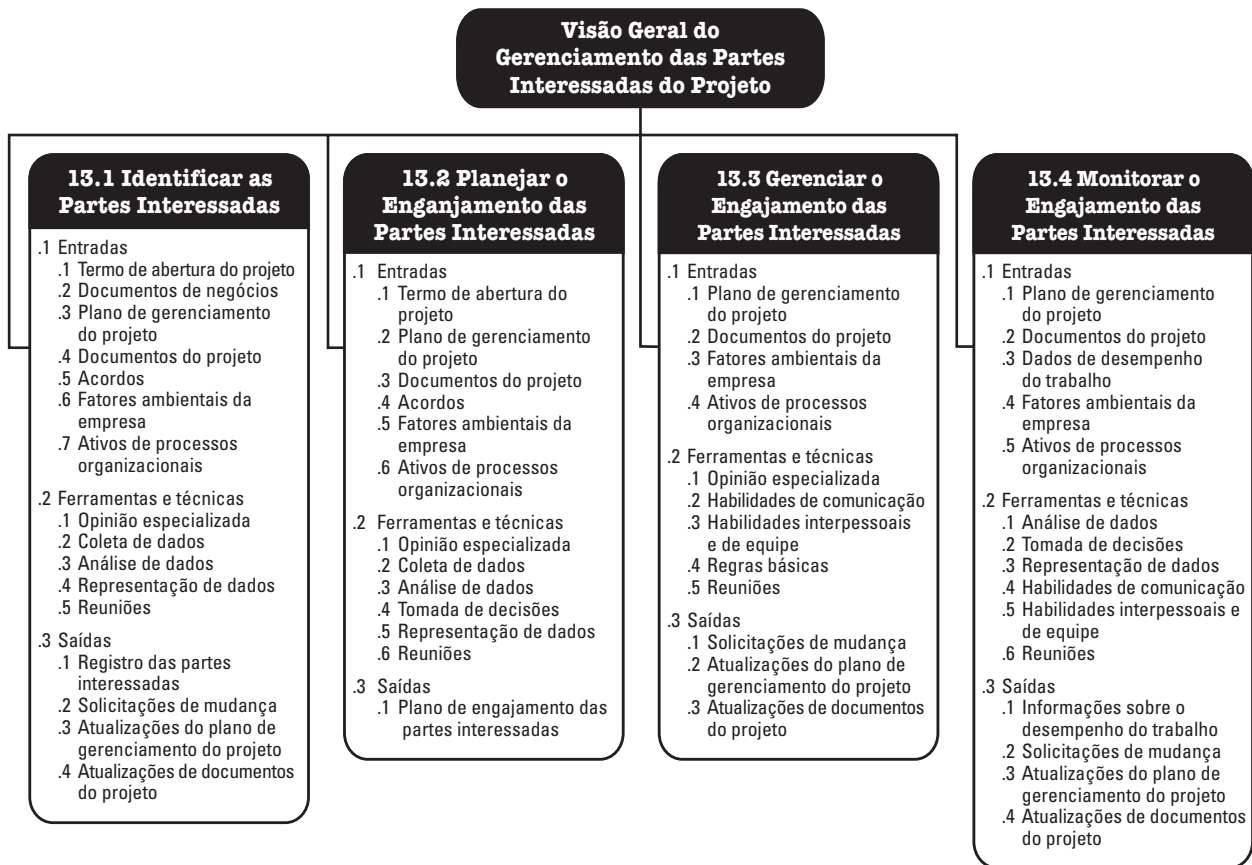 Visão Geral do
Gerenciamento das Partes
Interessadas do Projeto
13.1 Identificar as
Partes Interessadas
.1 Entradas
.1 Termo de abertura do projeto
.2 Documentos de negócios
.3 Plano de gerenciamento
do projeto
.4 Documentos do projeto
.5 Acordos
.6 Fatores ambientais da
empresa
.7 Ativos de processos
organizacionais
.2 Ferramentas e técnicas
.1 Opinião especializada
.2 Coleta de dados
.3 Análise de dados
.4 Representação de dados
.5 Reuniões
.3 Saídas
.1 Registro das partes
interessadas
.2 Solicitações de mudança
.3 Atualizações do plano de
gerenciamento do projeto
.4 Atualizações de documentos
do projeto
13.2 Planejar o
Enganjamento das
Partes Interessadas
.1 Entradas
.1 Termo de abertura do
projeto
.2 Plano de gerenciamento
do projeto
.3 Documentos do projeto
.4 Acordos
.5 Fatores ambientais da
empresa
.6 Ativos de processos
organizacionais
.2 Ferramentas e técnicas
.1 Opinião especializada
.2 Coleta de dados
.3 Análise de dados
.4 Tomada de decisões
.5 Representação de dados
.6 Reuniões
.3 Saídas
.1 Plano de engajamento das
partes interessadas
13.3 Gerenciar o
Engajamento das
Partes Interessadas
.1 Entradas
.1 Plano de gerenciamento
do projeto
.2 Documentos do projeto
.3 Fatores ambientais da
empresa
.4 Ativos de processos
organizacionais
.2 Ferramentas e técnicas
.1 Opinião especializada
.2 Habilidades de comunicação
.3 Habilidades interpessoais
e de equipe
.4 Regras básicas
.5 Reuniões
.3 Saídas
.1 Solicitações de mudança
.2 Atualizações do plano de
gerenciamento do projeto
.3 Atualizações de documentos
do projeto
13.4 Monitorar o
Engajamento das
Partes Interessadas
.1 Entradas
.1 Plano de gerenciamento
do projeto
.2 Documentos do projeto
.3 Dados de desempenho
do trabalho
.4 Fatores ambientais da
empresa
.5 Ativos de processos
organizacionais
.2 Ferramentas e técnicas
.1 Análise de dados
.2 Tomada de decisões
.3 Representação de dados
.4 Habilidades de comunicação
.5 Habilidades interpessoais e
de equipe
.6 Reuniões
.3 Saídas
.1 Informações sobre o
desempenho do trabalho
.2 Solicitações de mudança
.3 Atualizações do plano de
gerenciamento do projeto
.4 Atualizações de documentos
do projeto